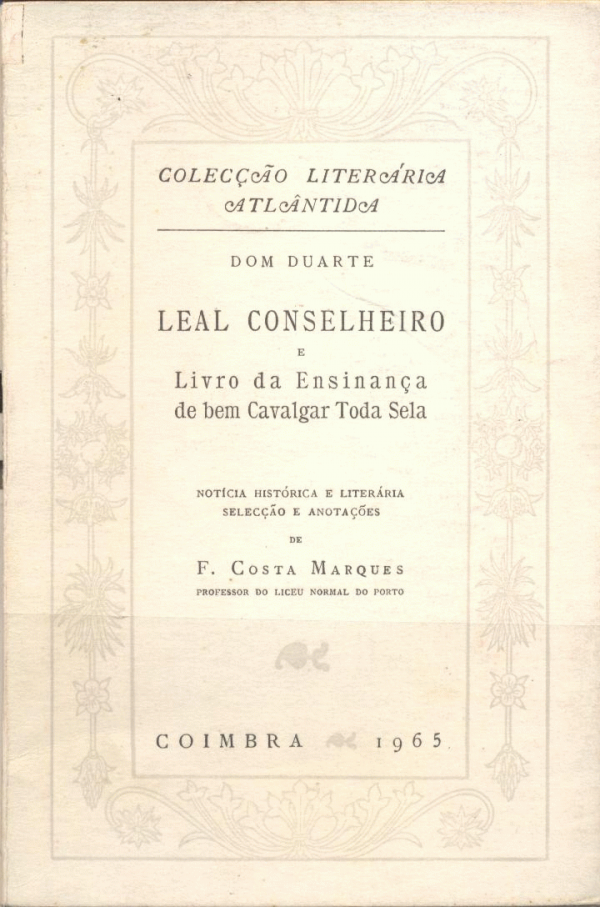 COLECÇÃO LITERÁRIA
ATLÂNTIDA
DOM DUARTE
LEAL CONSELHEIRO
E
Livro da Ensinança
de bem Cavalgar Toda Sela
NOTÍCIA HISTÓRICA E LITERÁRIA
SELECÇÃO E ANOTAÇÕES
DE
F. COSTA MARQUES
PROFESSOR DO LICEU NORMAL DO PORTO
COIMBRA 1965